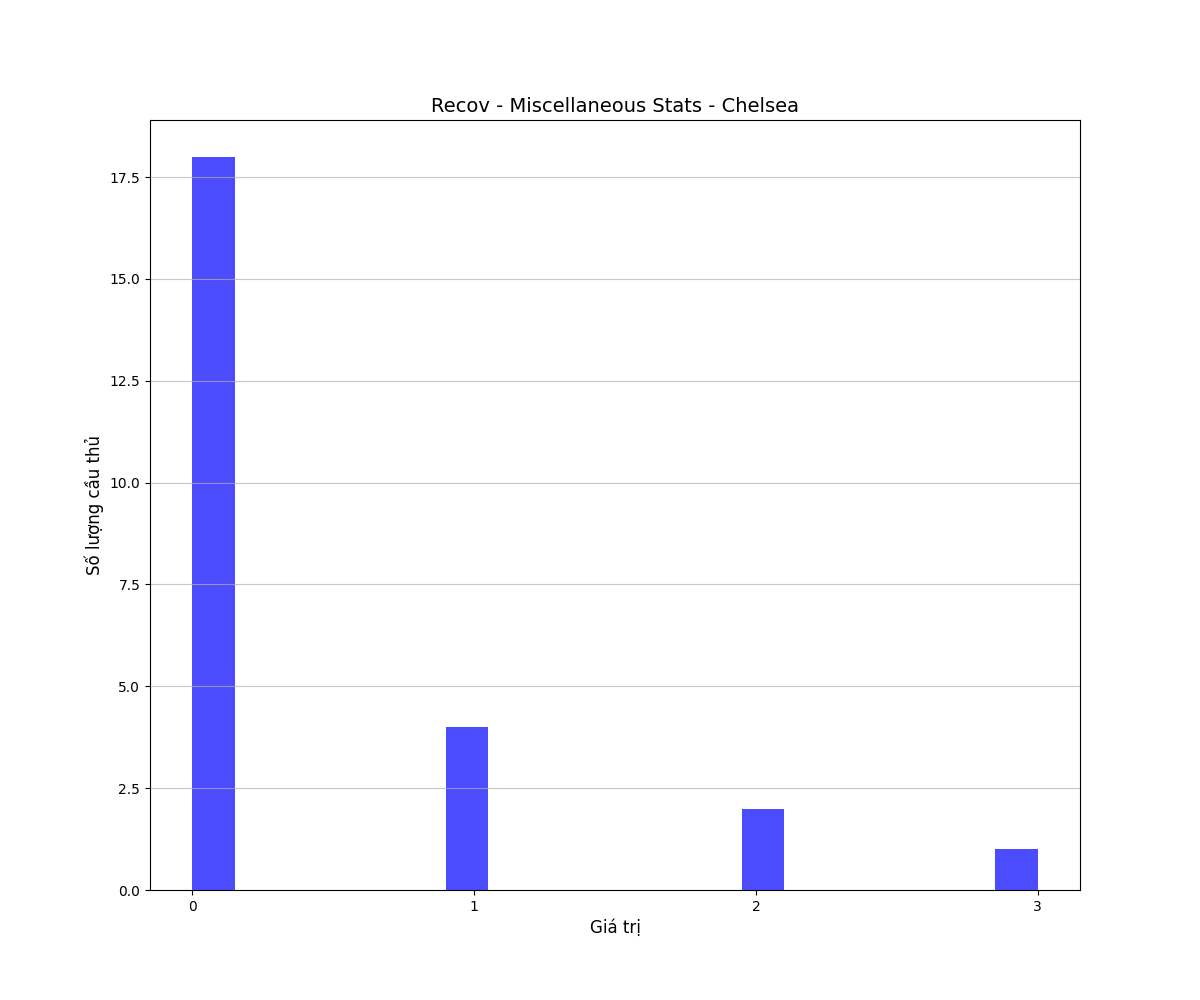 Recov - Miscellaneous Stats - Chelsea
17.5
15.0
12.5
10.0
7.5
5.0
2.5
0.0
Số lượng cầu thủ
0 1 2 3
Giá trị